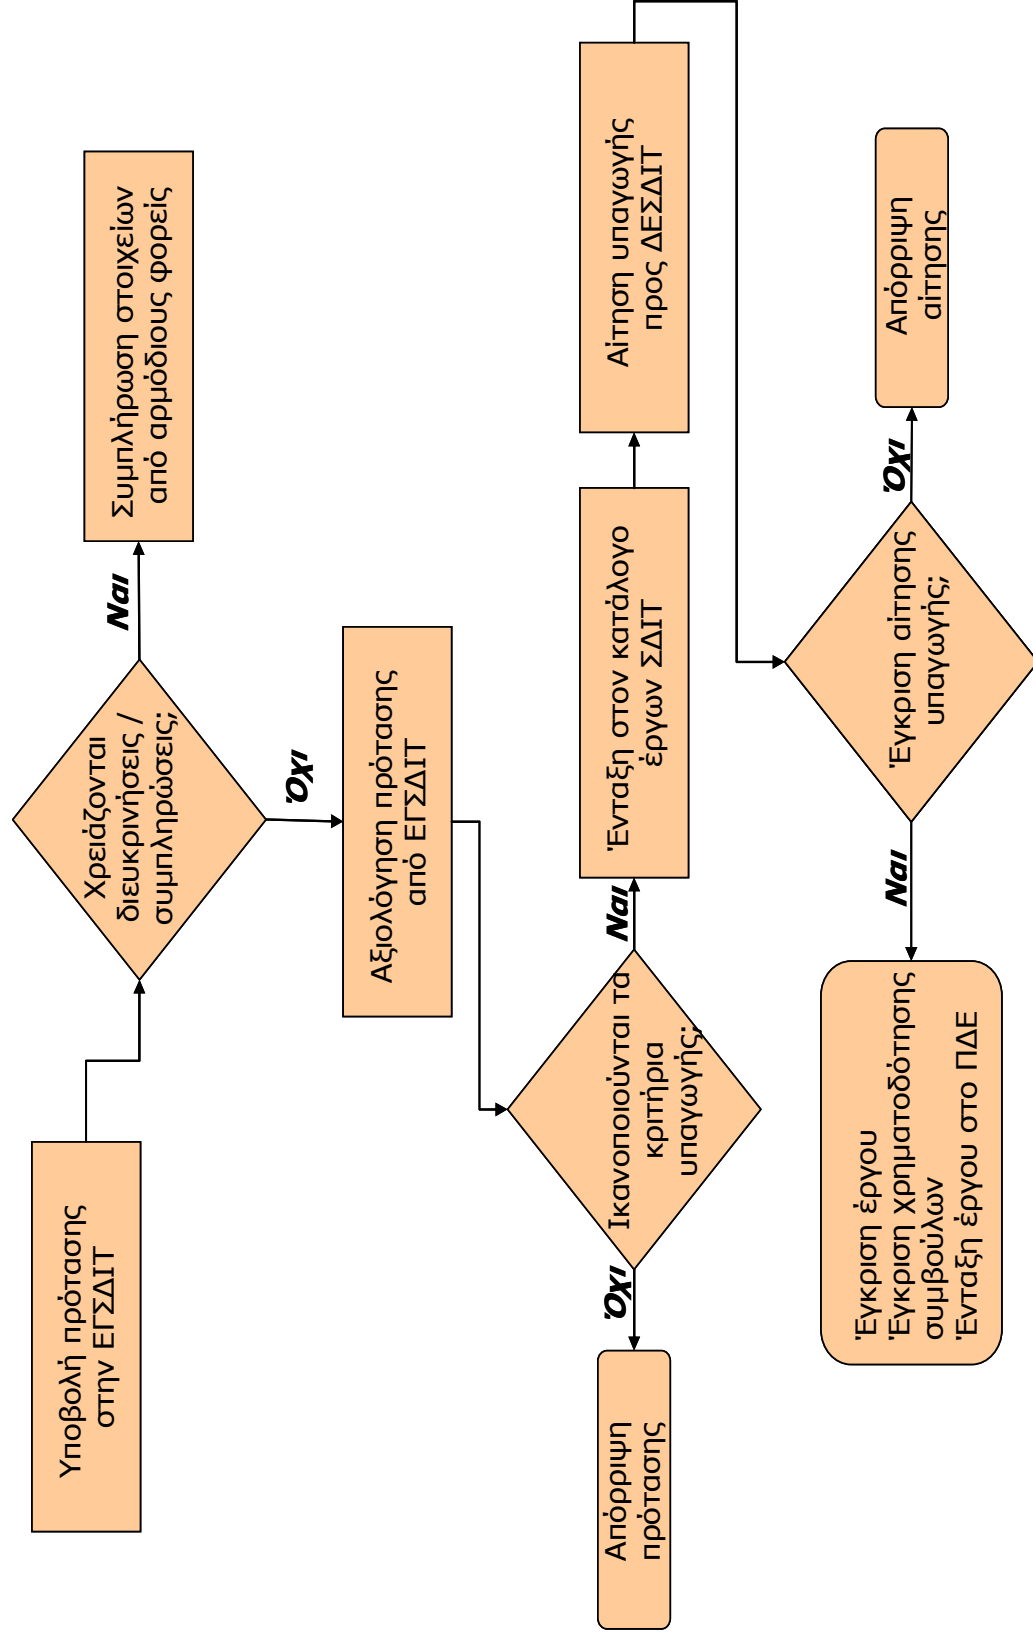 Υποβολή πρότασης
στην ΕΓΣΔΙΤ
Χρειάζονται
διευκρινήσεις /
συμπληρώσεις;
Ναι
Συμπλήρωση στοιχείων
από αρμόδιους φορείς
Όχι
Αξιολόγηση πρότασης
από ΕΓΣΔΙΤ
Ικανοποιούνται τα
κριτήρια
υπαγωγής;
Όχι
Απόρριψη
πρότασης
Ναι
Ένταξη στον κατάλογο
έργων ΣΔΙΤ
Αίτηση υπαγωγής
προς ΔΕΣΔΙΤ
Έγκριση αίτησης
υπαγωγής;
Όχι
Απόρριψη
αίτησης
Ναι
Έγκριση έργου
Έγκριση χρηματοδότησης
συμβούλων
Ένταξη έργου στο ΠΔΕ